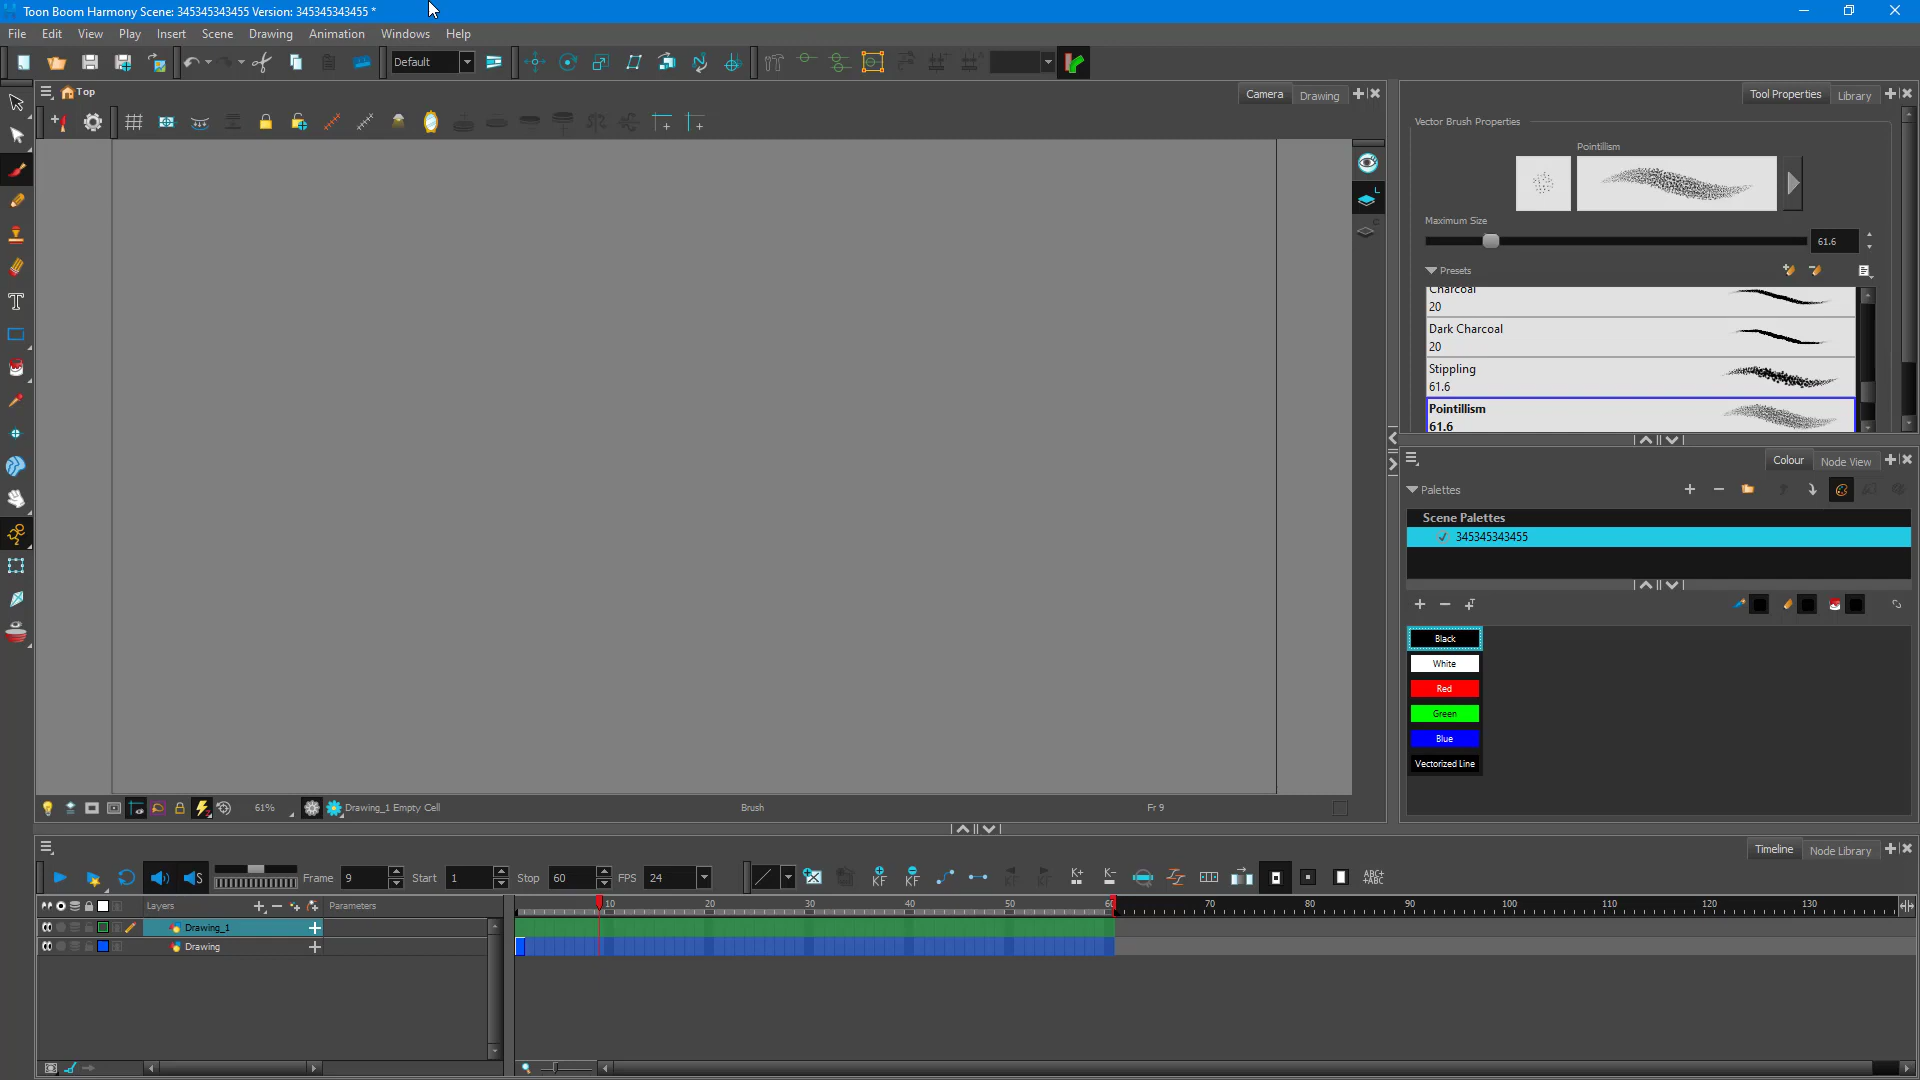 Toon Boom Harmony Scene: 345345343455 Version: 345345343455 *
File Edit View Play Insert Scene Drawing Animation Windows Help
Default
Top
Camera Drawing
Tool Properties Library
Vector Brush Properties
Pointillism
Maximum Size
61.6
Presets
Charcoal
20
Dark Charcoal
20
Stippling
61.6
Pointillism
61.6
Colour Node View
Palettes
Scene Palettes
345345343455
Black
White
Red
Green
Blue
Vectorized Line
61% Drawing_1 Empty Cell Brush Fr 9
Timeline Node Library
Frame 9 Start 1 Stop 60 FPS 24
KF KF K+ K- ABC+ ABC
Layers Parameters 10 20 30 40 50 60 70 80 90 100 110 120 130
Drawing_1
Drawing